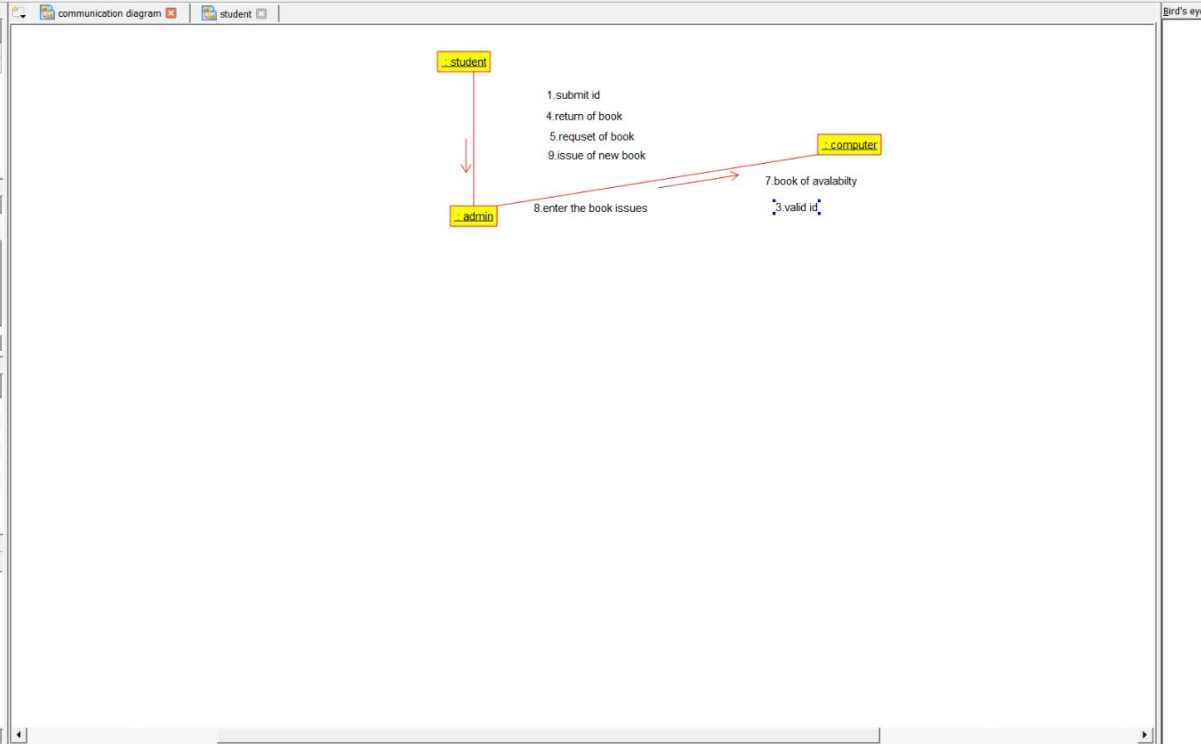 communication diagram
student
Bird's eye
: student
1.submit id
4.return of book
5.requset of book
9.issue of new book
: computer
7.book of avalabilty
3.valid id
8.enter the book issues
: admin